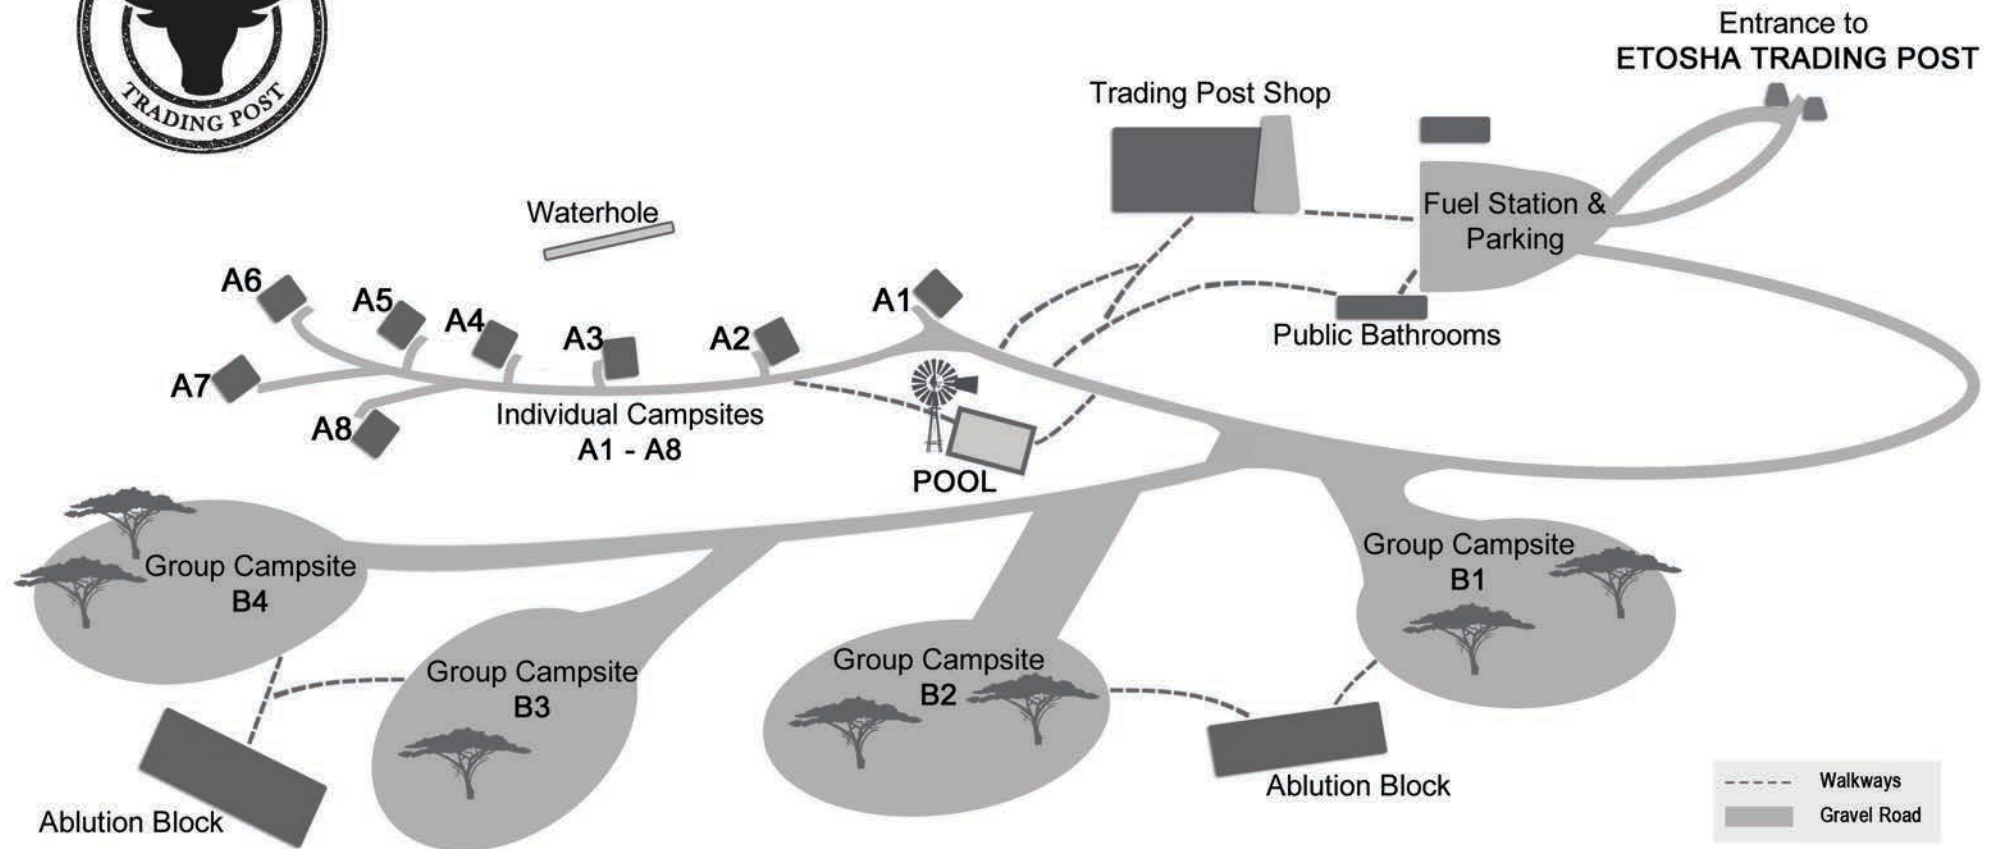 TRADING POST
Entrance to
ETOSHA TRADING POST
Trading Post Shop
Fuel Station &
Parking
Waterhole
Public Bathrooms
A6
A5
A4
A3
A2
A1
A7
A8
Individual Campsites
A1 - A8
POOL
Group Campsite
B4
Group Campsite
B3
Group Campsite
B2
Group Campsite
B1
Ablution Block
Ablution Block
Walkways
Gravel Road